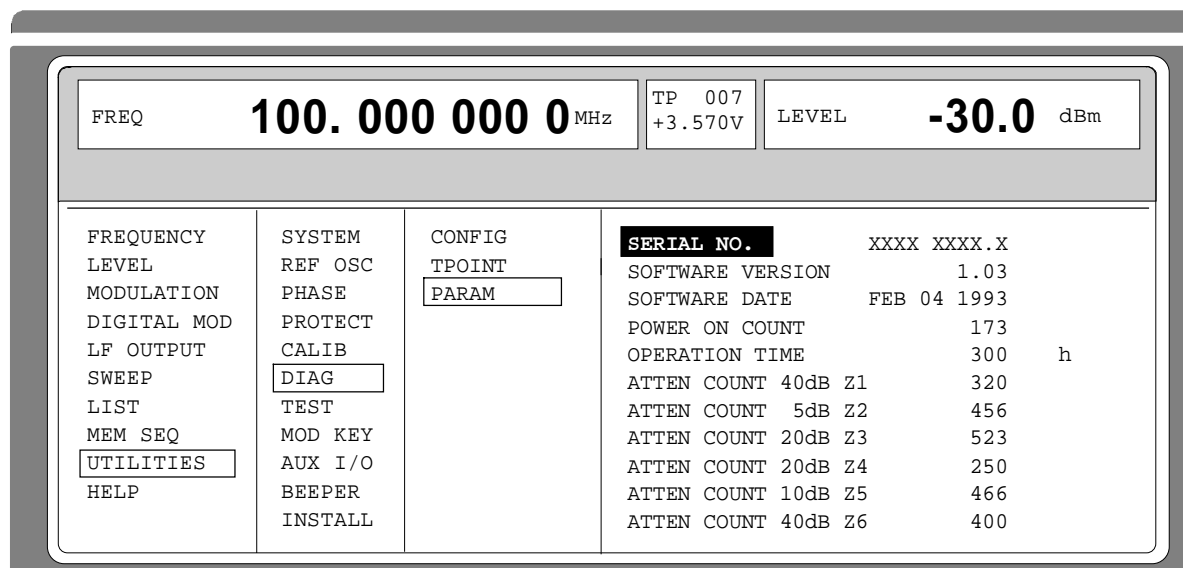 FREQ 100. 000 000 0 MHz
TP 007
+3.570V
LEVEL -30.0 dBm
FREQUENCY
LEVEL
MODULATION
DIGITAL MOD
LF OUTPUT
SWEEP
LIST
MEM SEQ
UTILITIES
HELP
SYSTEM
REF OSC
PHASE
PROTECT
CALIB
DIAG
TEST
MOD KEY
AUX I/O
BEEPER
INSTALL
CONFIG
TPOINT
PARAM
SERIAL NO. XXXX XXXX.X
SOFTWARE VERSION 1.03
SOFTWARE DATE FEB 04 1993
POWER ON COUNT 173
OPERATION TIME 300 h
ATTEN COUNT 40dB Z1 320
ATTEN COUNT 5dB Z2 456
ATTEN COUNT 20dB Z3 523
ATTEN COUNT 20dB Z4 250
ATTEN COUNT 10dB Z5 466
ATTEN COUNT 40dB Z6 400